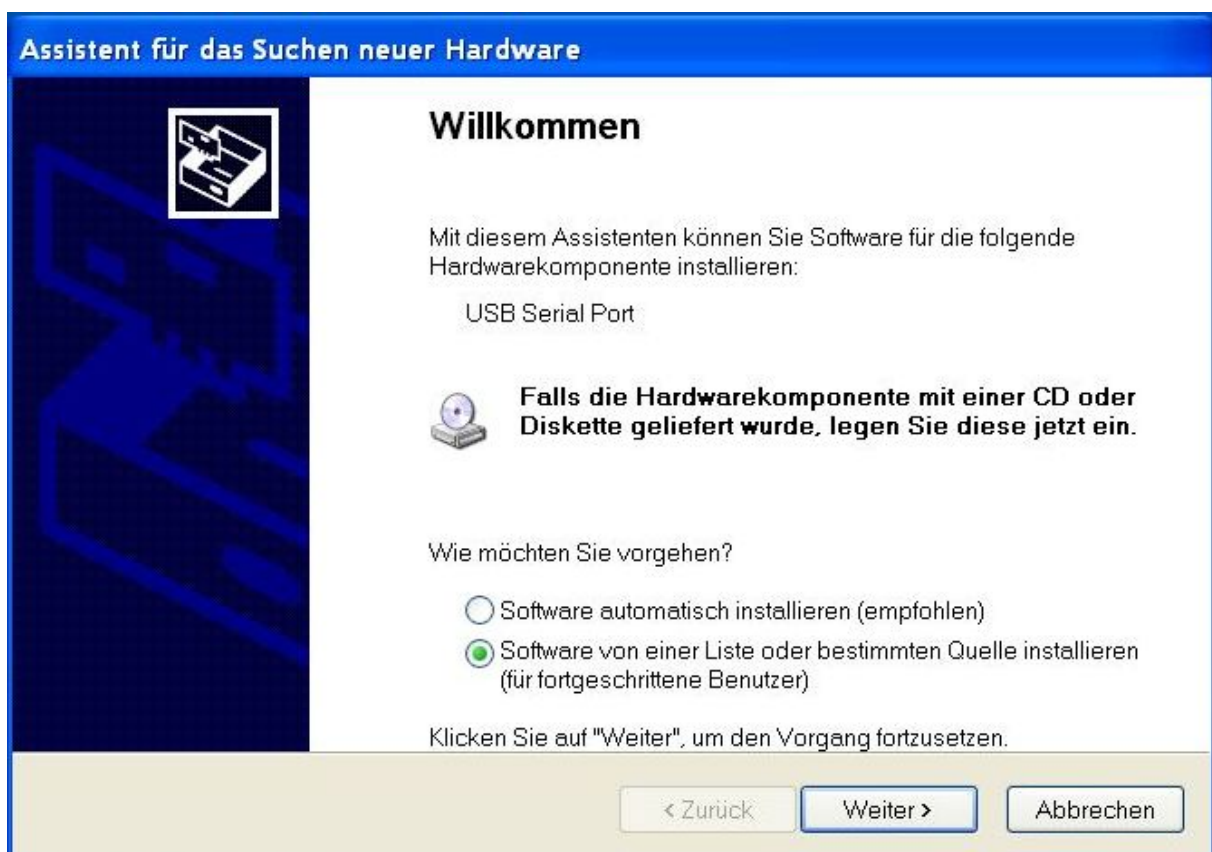 Assistent für das Suchen neuer Hardware
Willkommen
Mit diesem Assistenten können Sie Software für die folgende
Hardwarekomponente installieren:
USB Serial Port
Falls die Hardwarekomponente mit einer CD oder
Diskette geliefert wurde, legen Sie diese jetzt ein.
Wie möchten Sie vorgehen?
Software automatisch installieren (empfohlen)
Software von einer Liste oder bestimmten Quelle installieren
(für fortgeschrittene Benutzer)
Klicken Sie auf "Weiter", um den Vorgang fortzusetzen.
< Zurück Weiter > Abbrechen